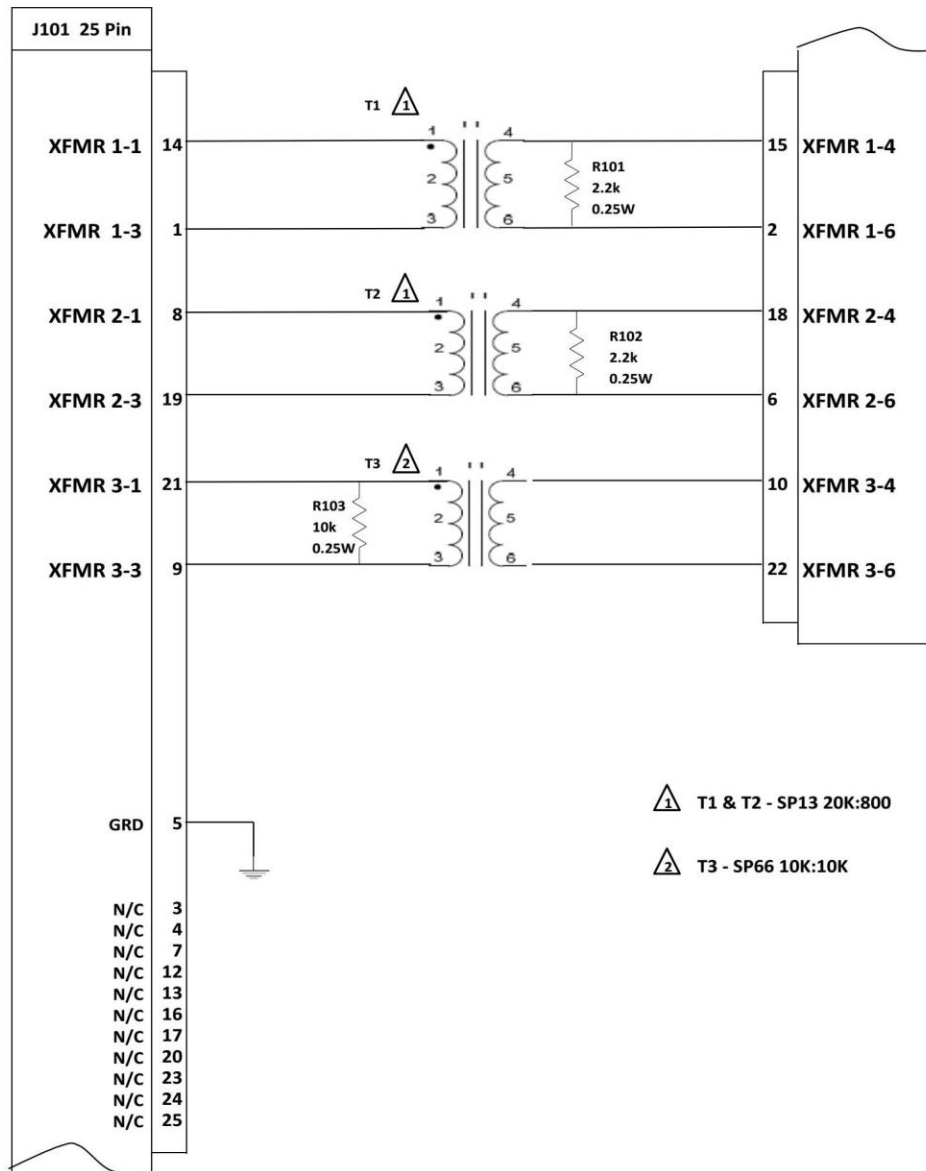 J101 25 Pin
T1 1
1 4
XFMR 1-1 14 15 XFMR 1-4
R101
2 5 2.2k
0.25W
3 6
XFMR 1-3 1 2 XFMR 1-6
T2 1
1 4
XFMR 2-1 8 18 XFMR 2-4
R102
2 5 2.2k
0.25W
3 6
XFMR 2-3 19 6 XFMR 2-6
T3 2
1 4
XFMR 3-1 21 10 XFMR 3-4
R103
10k 2 5
0.25W
3 6
XFMR 3-3 9 22 XFMR 3-6
1 T1 & T2 - SP13 20K:800
GRD 5
2 T3 - SP66 10K:10K
N/C 3
N/C 4
N/C 7
N/C 12
N/C 13
N/C 16
N/C 17
N/C 20
N/C 23
N/C 24
N/C 25